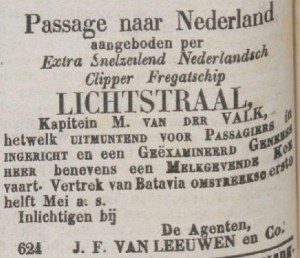 Passage naar Nederland
aangeboden per
Extra Snelzeilend Nederlandsch
Clipper Fregatschip
LICHTSTRAAL,
Kapitein M. VAN DER VALK, in
hetwelk UITMUNTEND VOOR PASSAGIERS
INGERICHT en een GEËXAMINEERD GENEES
HEER benevens een MELKGEVENDE KOE
vaart. Vertrek van Batavia OMSTREEKS eerste
helft Mei a. s.
Inlichtigen bij
De Agenten,
624 J. F. VAN LEEUWEN en Co.